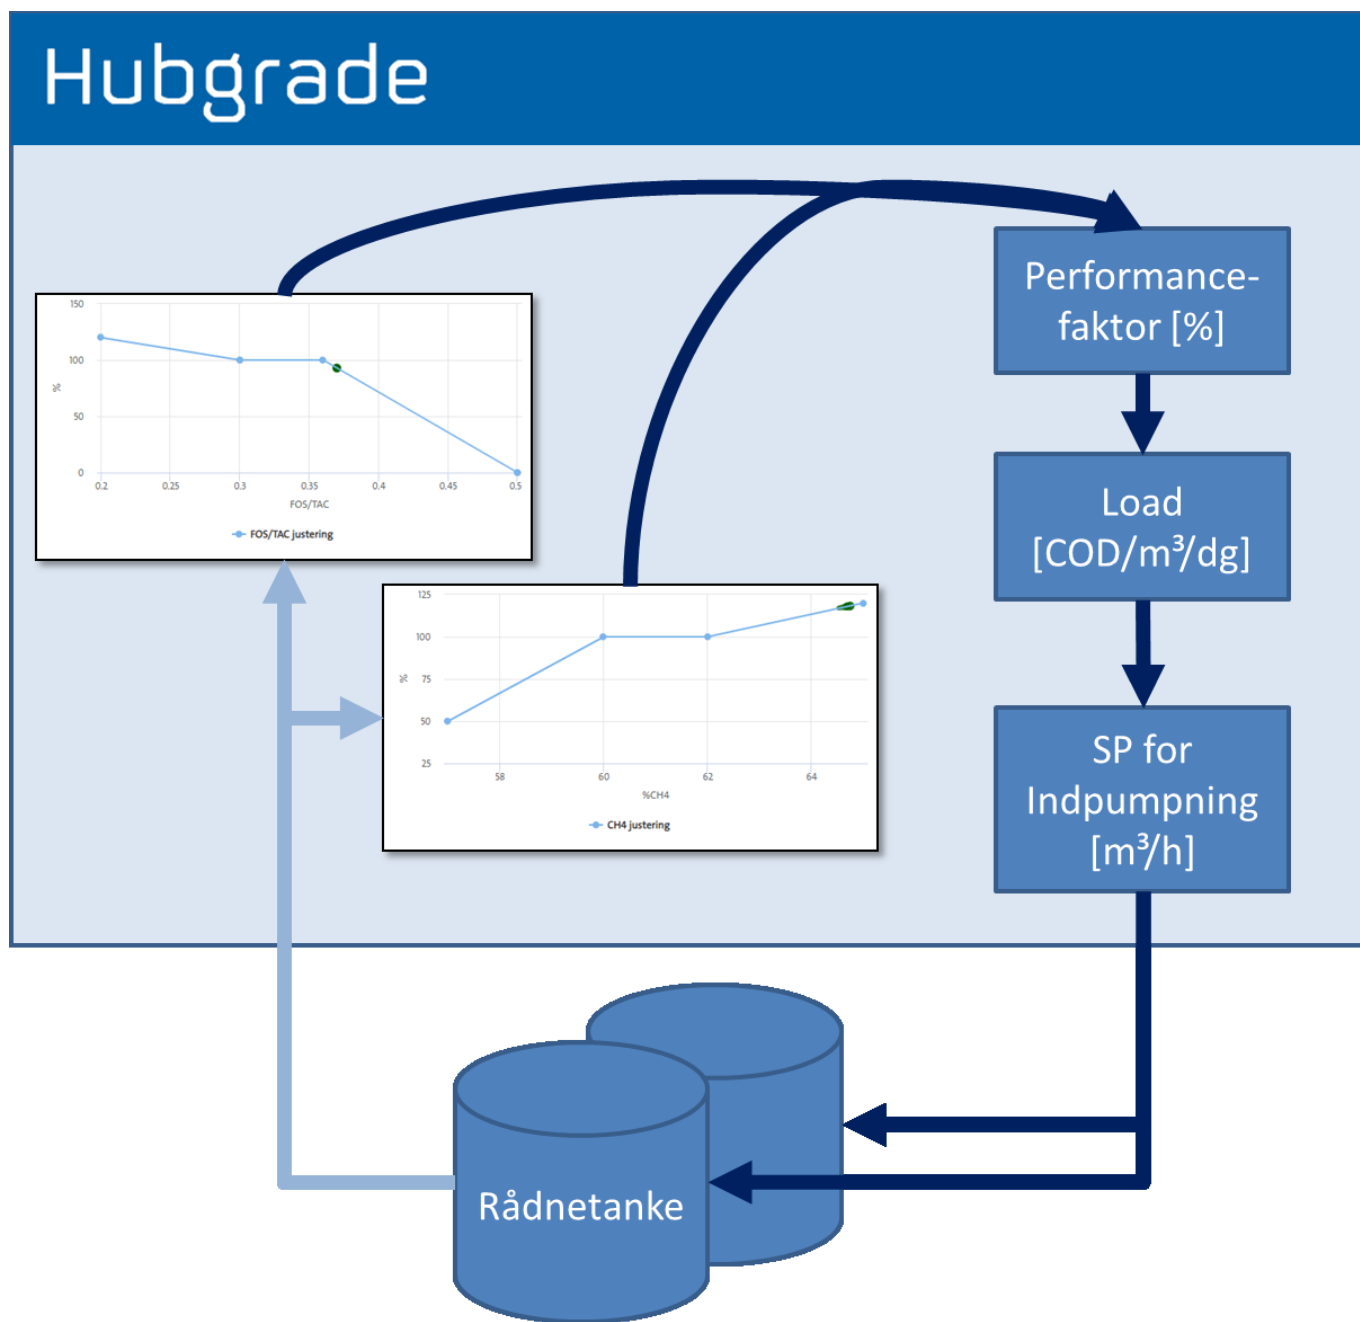 Hubgrade
Performance-
faktor [%]
Load
[COD/m³/dg]
SP for
Indpumpning
[m³/h]
150
100
50
0
%
0.2 0.25 0.3 0.35 0.4 0.45 0.5
FOS/TAC
FOS/TAC justering
125
100
75
50
25
%
58 60 62 64
%CH4
CH4 justering
Rådnetanke